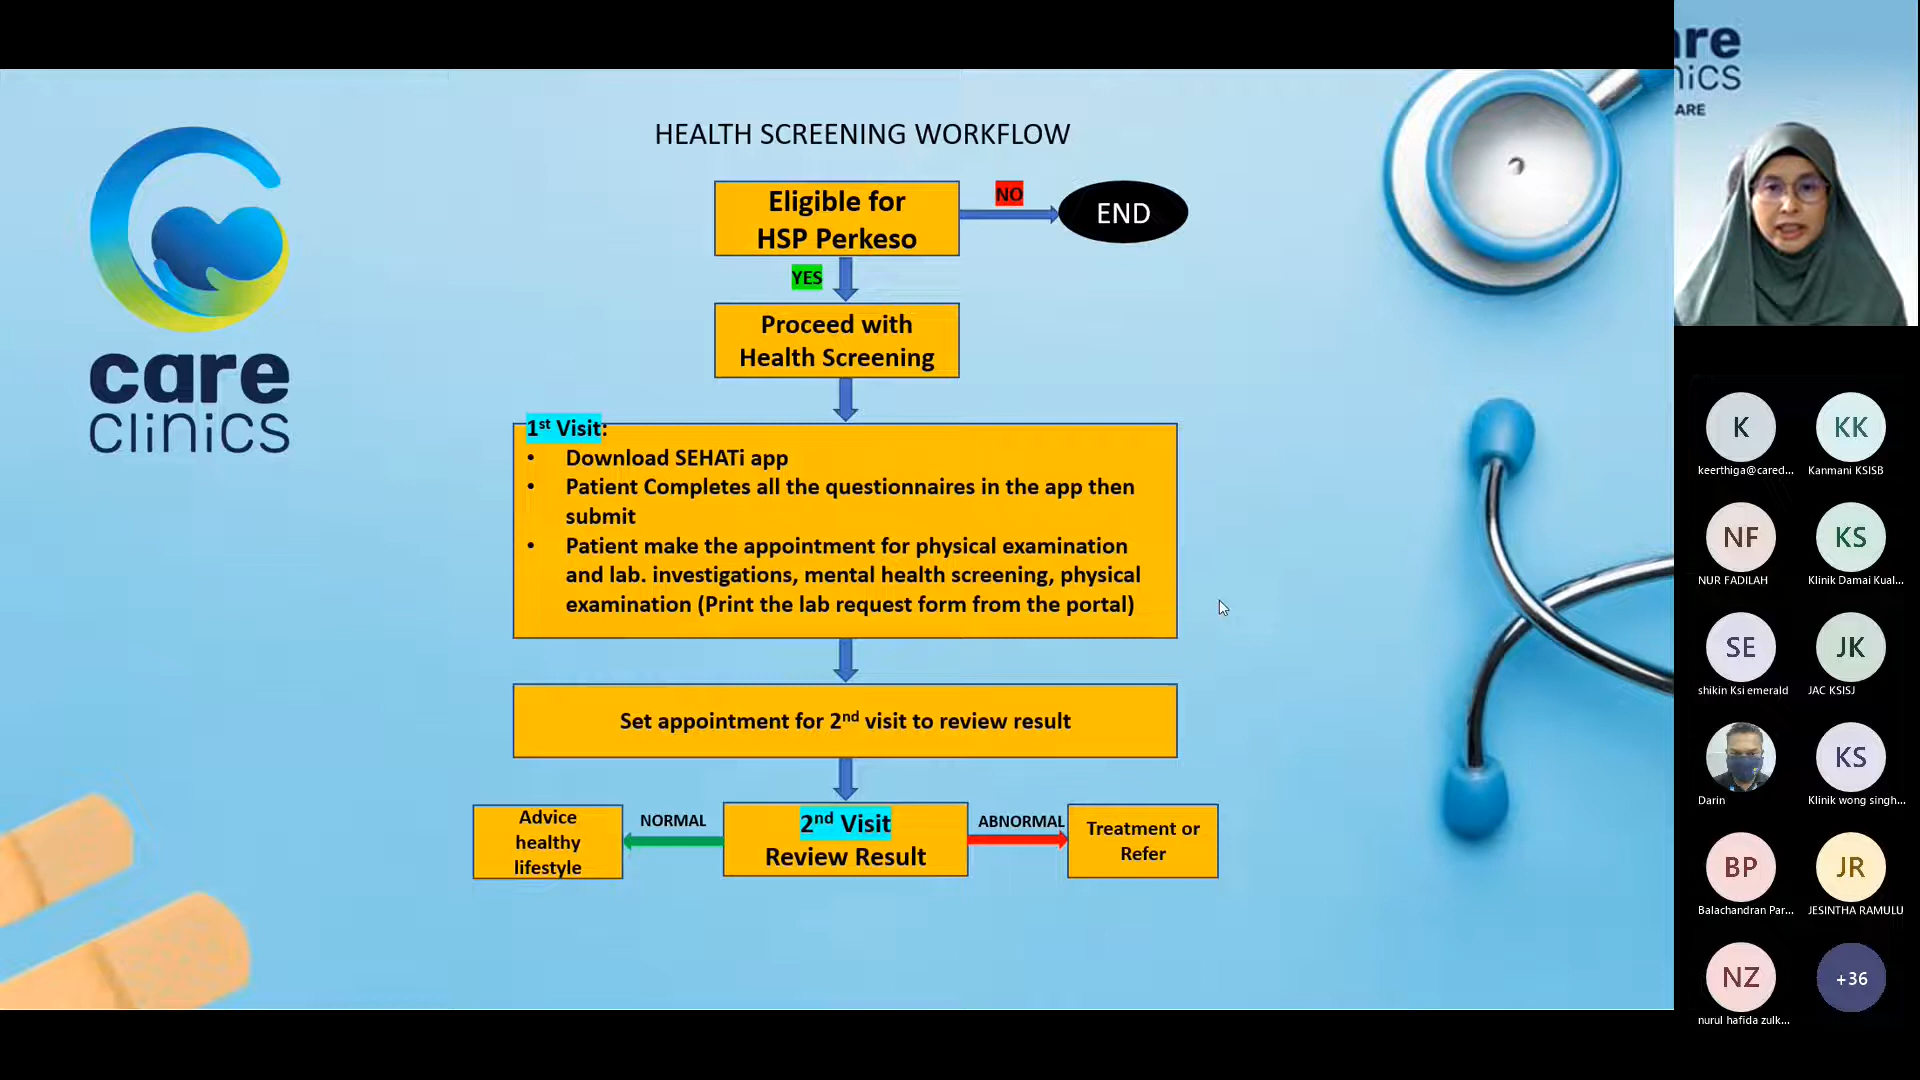 care
clinics
HEALTH SCREENING WORKFLOW
Eligible for
HSP Perkeso
NO
END
YES
Proceed with
Health Screening
1st Visit:
• Download SEHATi app
• Patient Completes all the questionnaires in the app then
submit
• Patient make the appointment for physical examination
and lab. investigations, mental health screening, physical
examination (Print the lab request form from the portal)
Set appointment for 2nd visit to review result
Advice
healthy
lifestyle
NORMAL
2nd Visit
Review Result
ABNORMAL
Treatment or
Refer
are
nics
ARE
K
keerthiga@cared...
KK
Kanmani KSISB
NF
NUR FADILAH
KS
Klinik Damai Kual...
SE
shikin Ksi emerald
JK
JAC KSISJ
Darin
KS
Klinik wong singh...
BP
Balachandran Par...
JR
JESINTHA RAMULU
NZ
nurul hafida zulk...
+36